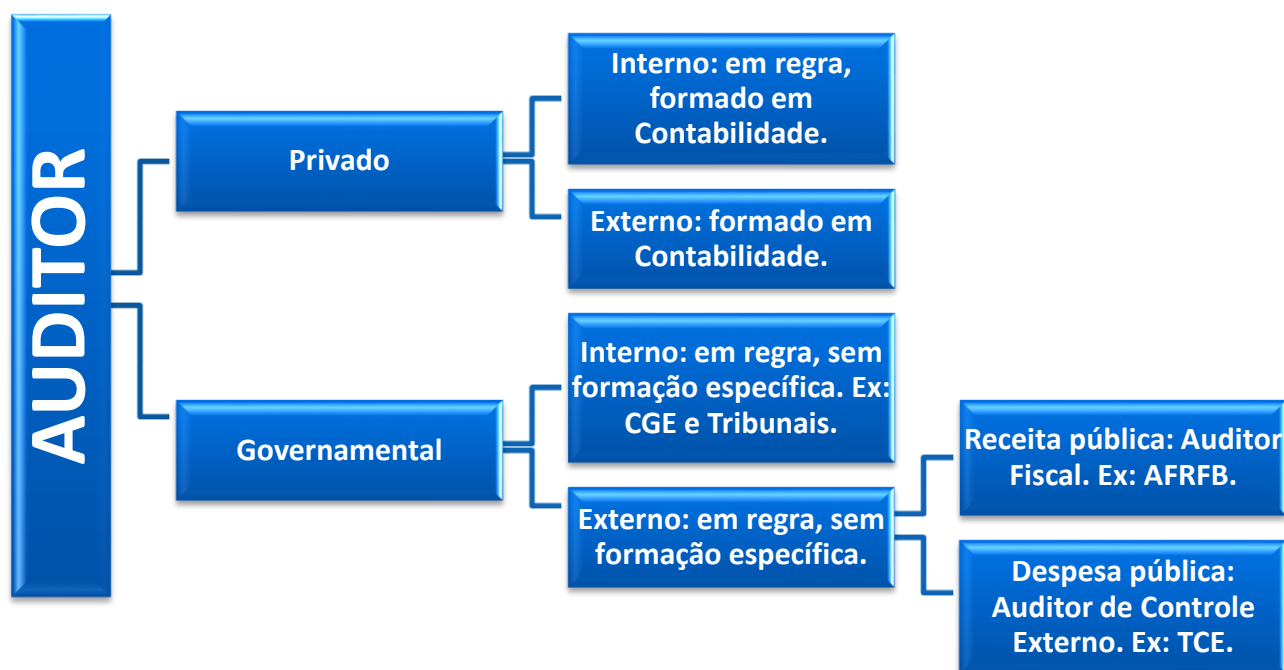 AUDITOR
Privado
Interno: em regra,
formado em
Contabilidade.
Externo: formado em
Contabilidade.
Governamental
Interno: em regra, sem
formação específica. Ex:
CGE e Tribunais.
Externo: em regra, sem
formação específica.
Receita pública: Auditor
Fiscal. Ex: AFRFB.
Despesa pública:
Auditor de Controle
Externo. Ex: TCE.